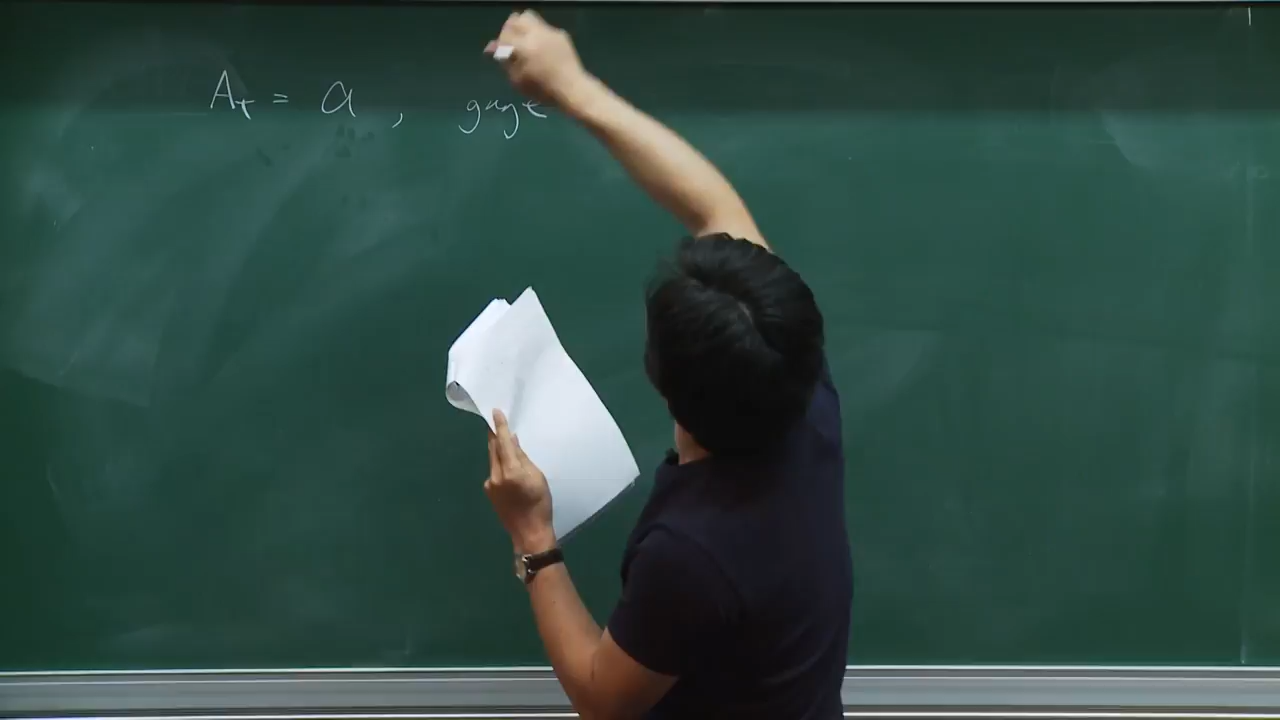 A_t = a , gage